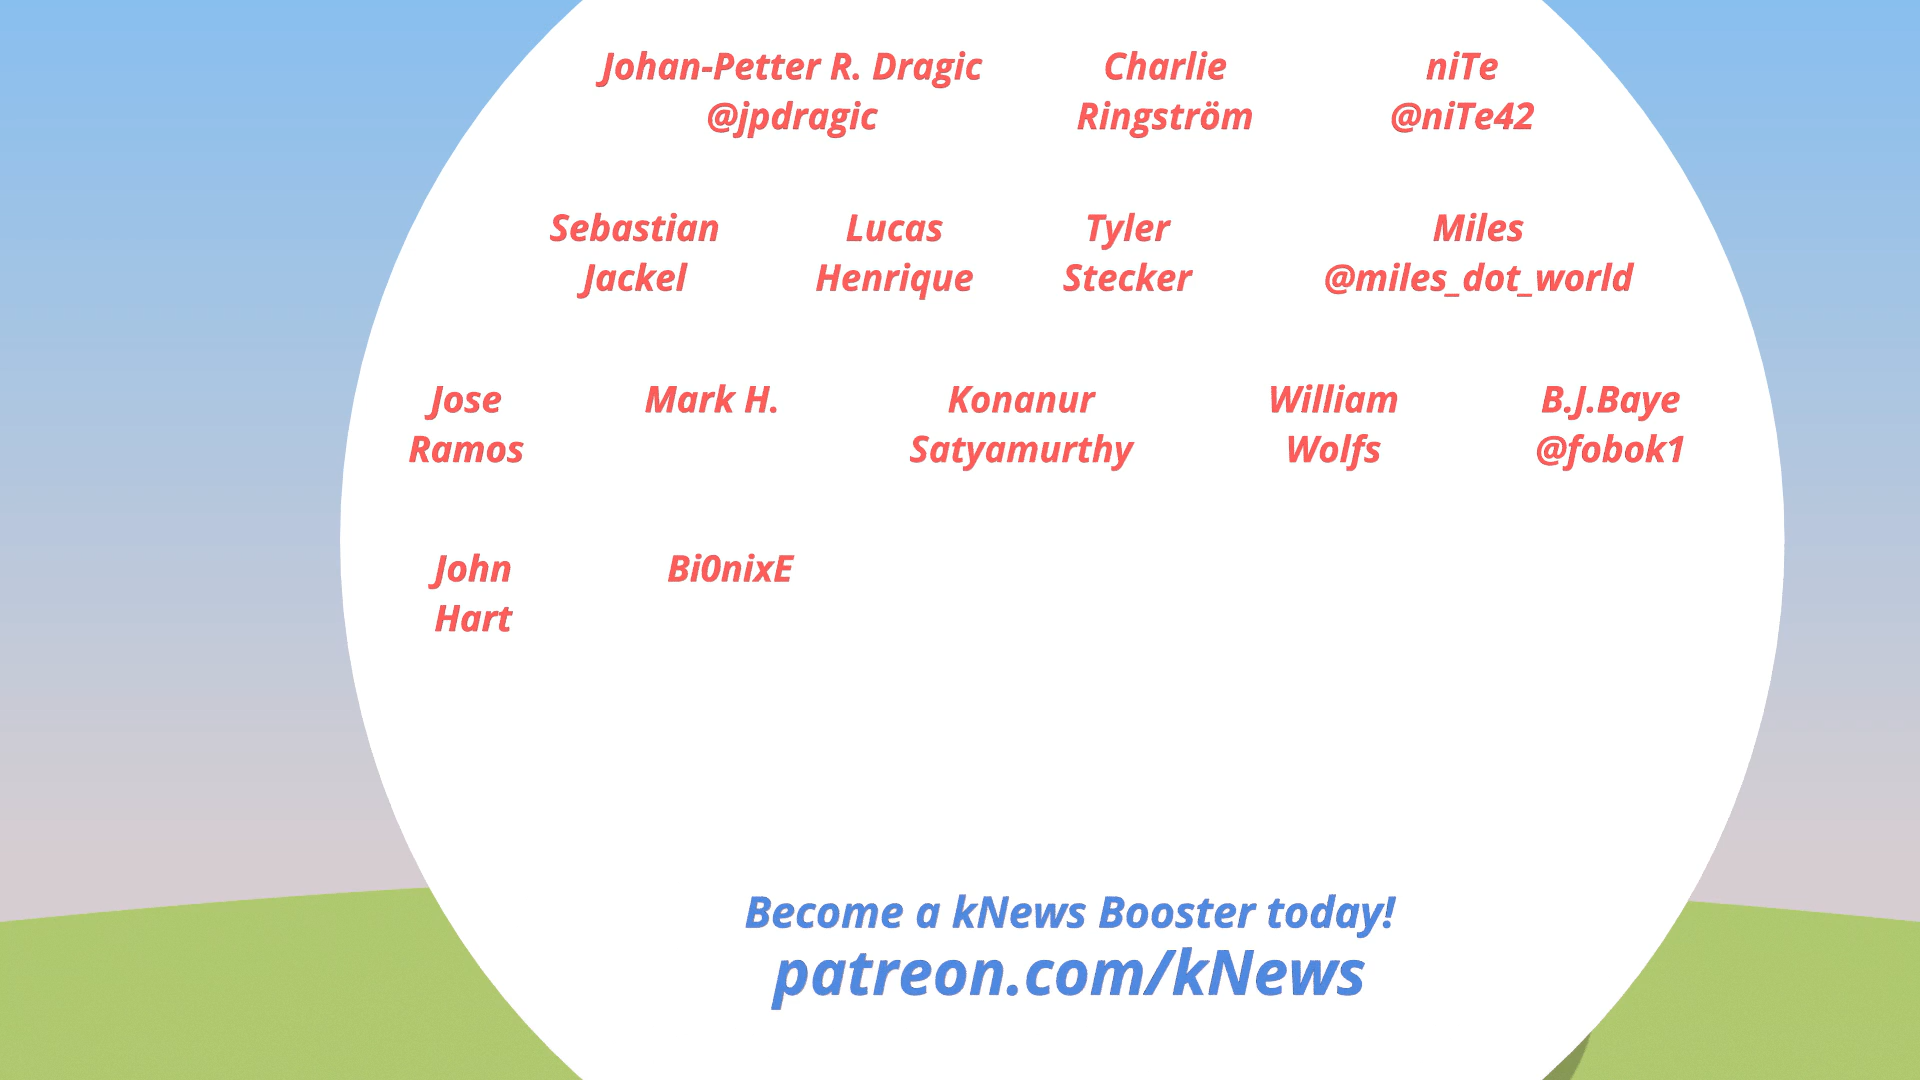 Johan-Petter R. Dragic
@jpdragic
Charlie
Ringström
niTe
@niTe42
Sebastian
Jackel
Lucas
Henrique
Tyler
Stecker
Miles
@miles_dot_world
Jose
Ramos
Mark H.
Konanur
Satyamurthy
William
Wolfs
B.J.Baye
@fobok1
John
Hart
Bi0nixE
Become a kNews Booster today!
patreon.com/kNews